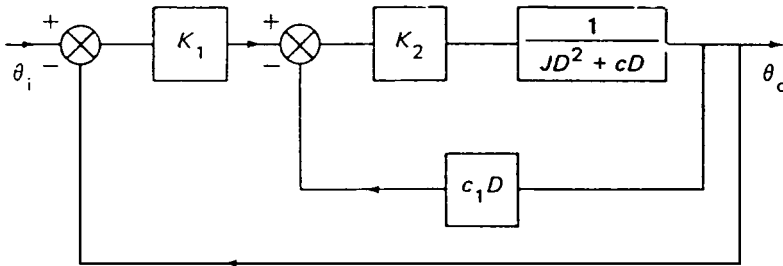 +
θi
−
K1
+
−
K2
1
JD² + cD
θo
c1D